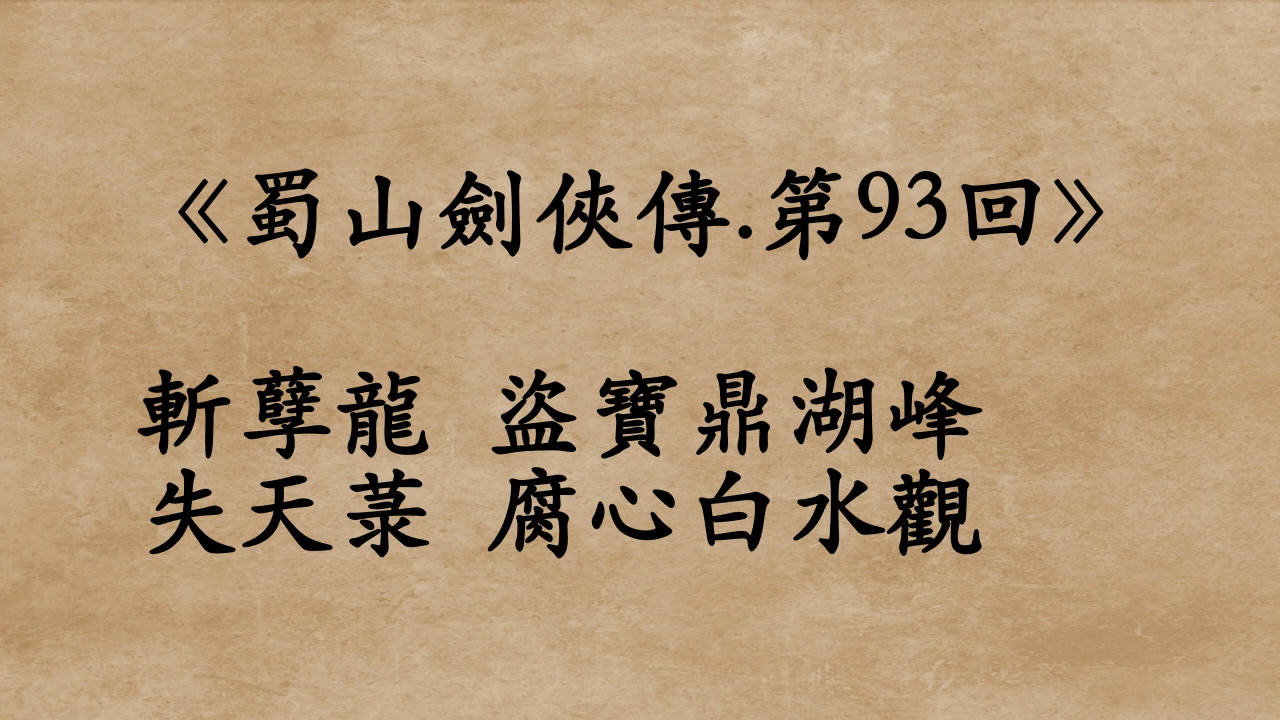 《蜀山劍俠傳.第93回》
斬孽龍 盜寶鼎湖峰
失天菉 腐心白水觀